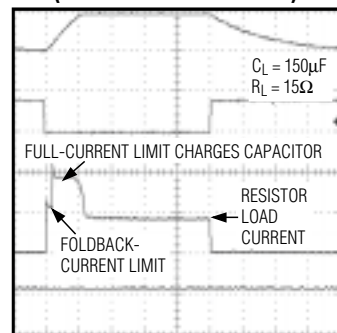 C_L = 150µF
R_L = 15Ω
FULL-CURRENT LIMIT CHARGES CAPACITOR
RESISTOR
LOAD
CURRENT
FOLDBACK-
CURRENT LIMIT